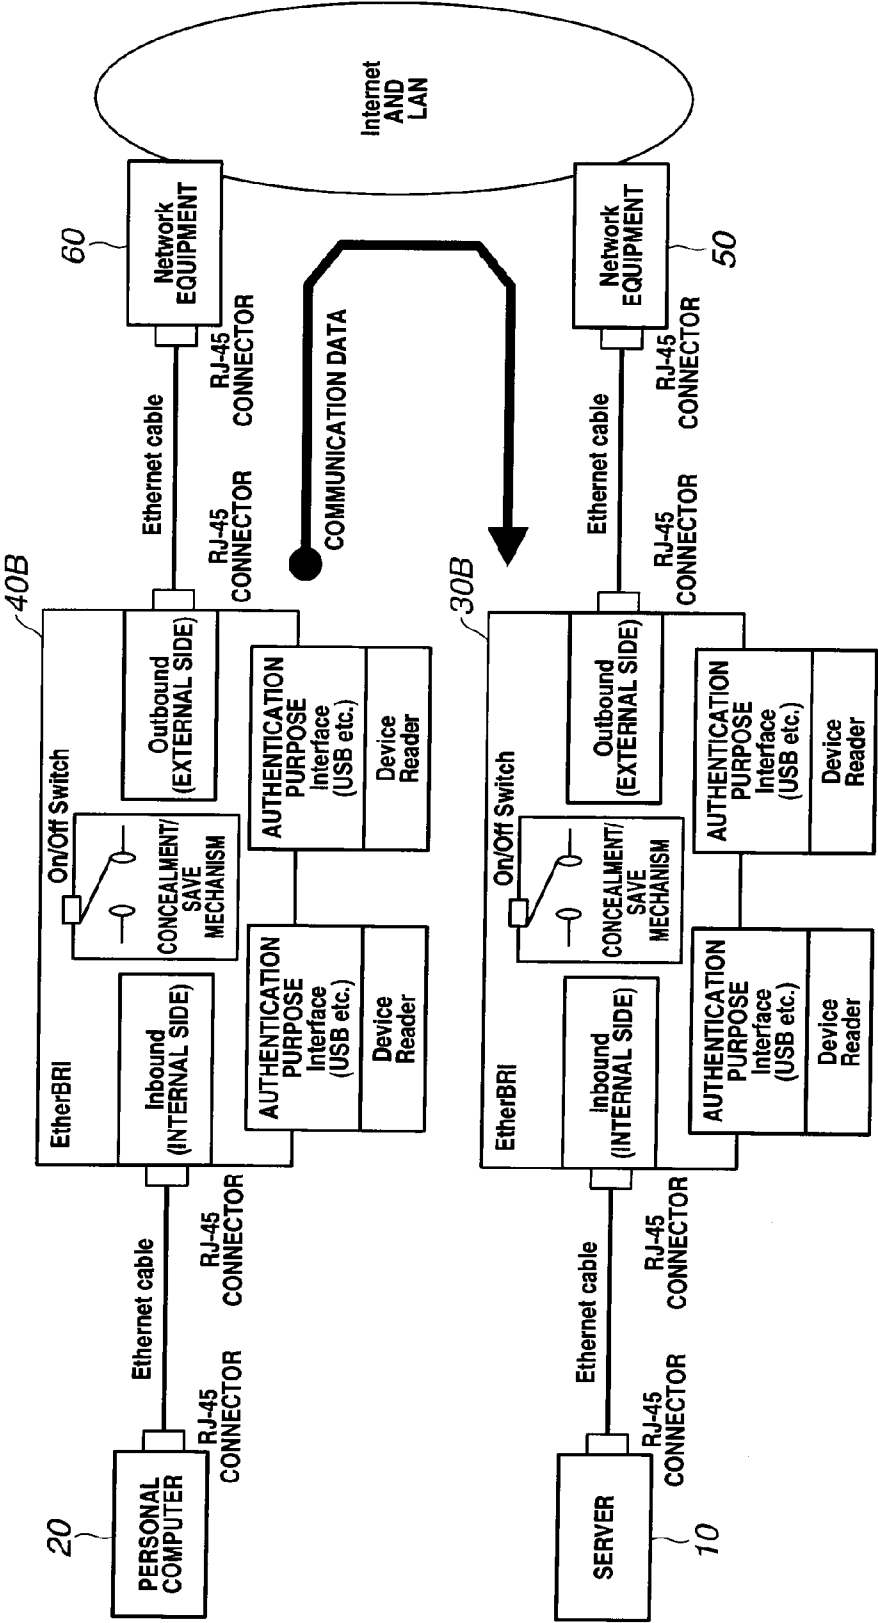 20
PERSONAL
COMPUTER
RJ-45
CONNECTOR
Ethernet cable
RJ-45
CONNECTOR
40B
EtherBRI
Inbound
(INTERNAL SIDE)
On/Off Switch
CONCEALMENT/
SAVE
MECHANISM
Outbound
(EXTERNAL SIDE)
AUTHENTICATION
PURPOSE
Interface
(USB etc.)
Device
Reader
AUTHENTICATION
PURPOSE
Interface
(USB etc.)
Device
Reader
RJ-45
CONNECTOR
Ethernet cable
RJ-45
CONNECTOR
60
Network
EQUIPMENT
Internet
AND
LAN
COMMUNICATION DATA
10
SERVER
RJ-45
CONNECTOR
Ethernet cable
RJ-45
CONNECTOR
30B
EtherBRI
Inbound
(INTERNAL SIDE)
On/Off Switch
CONCEALMENT/
SAVE
MECHANISM
Outbound
(EXTERNAL SIDE)
AUTHENTICATION
PURPOSE
Interface
(USB etc.)
Device
Reader
AUTHENTICATION
PURPOSE
Interface
(USB etc.)
Device
Reader
RJ-45
CONNECTOR
Ethernet cable
RJ-45
CONNECTOR
50
Network
EQUIPMENT